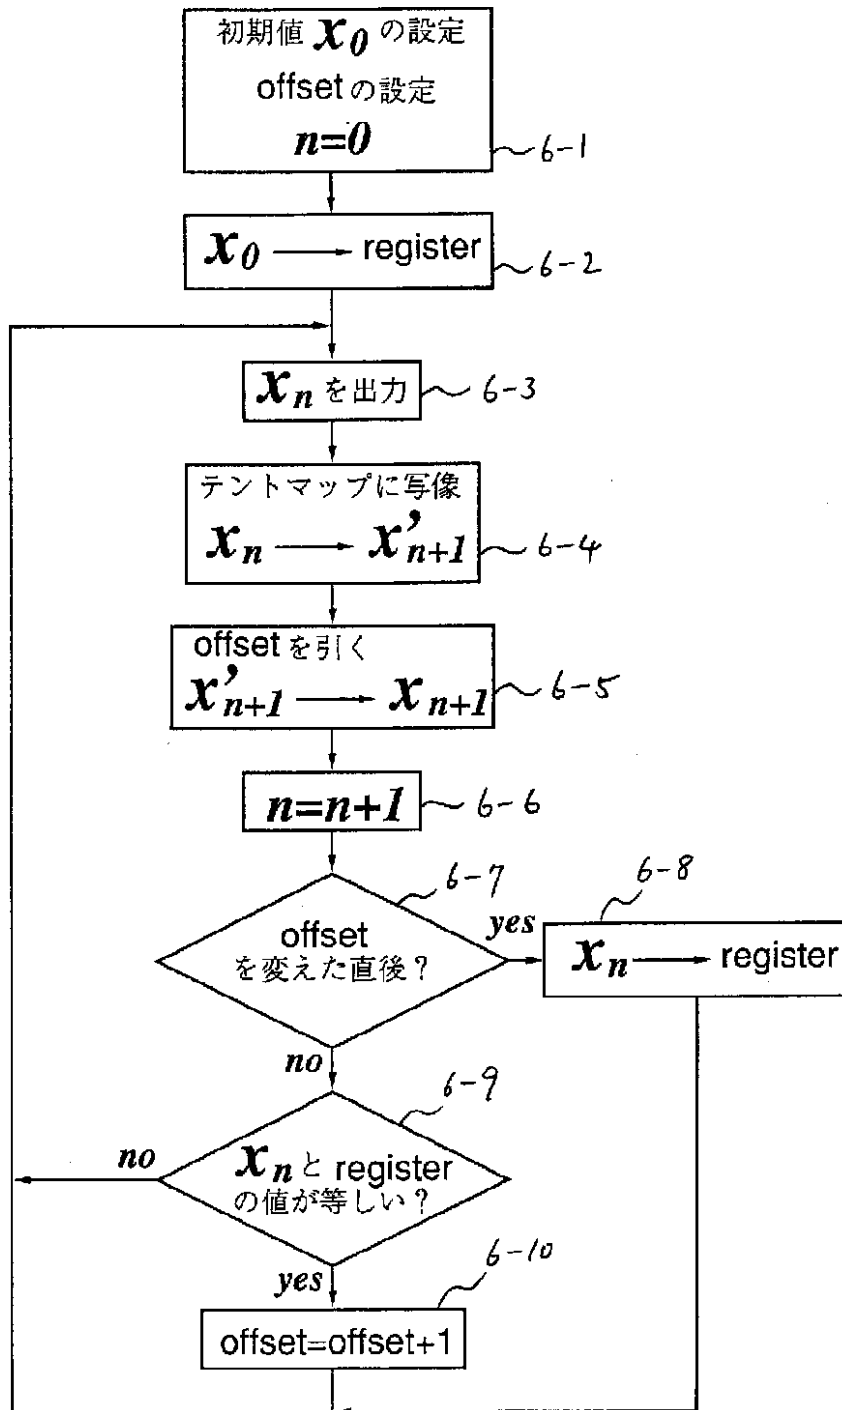 初期値 x0 の設定
offset の設定
n=0
6-1
x0 → register
6-2
xn を出力
6-3
テントマップに写像
xn → x'n+1
6-4
offset を引く
x'n+1 → xn+1
6-5
n=n+1
6-6
6-7
offset
を変えた直後？
yes
6-8
xn → register
no
6-9
xn と register
の値が等しい？
no
yes
6-10
offset=offset+1